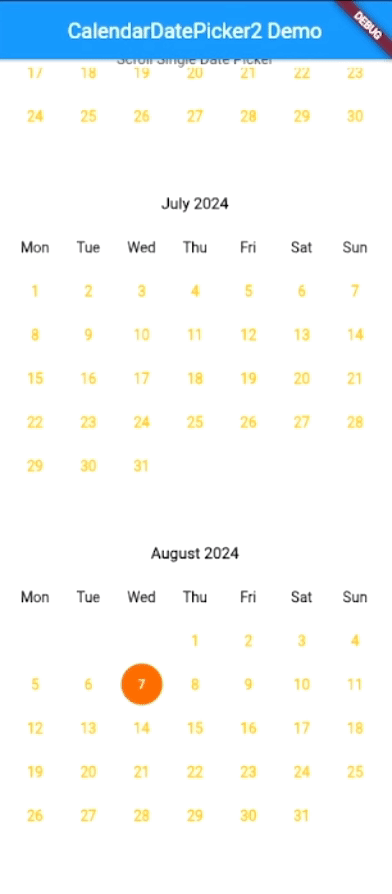 CalendarDatePicker2 Demo
DEBUG
Scroll Single Date Picker
17 18 19 20 21 22 23
24 25 26 27 28 29 30
July 2024
Mon Tue Wed Thu Fri Sat Sun
1 2 3 4 5 6 7
8 9 10 11 12 13 14
15 16 17 18 19 20 21
22 23 24 25 26 27 28
29 30 31
August 2024
Mon Tue Wed Thu Fri Sat Sun
1 2 3 4
5 6 7 8 9 10 11
12 13 14 15 16 17 18
19 20 21 22 23 24 25
26 27 28 29 30 31